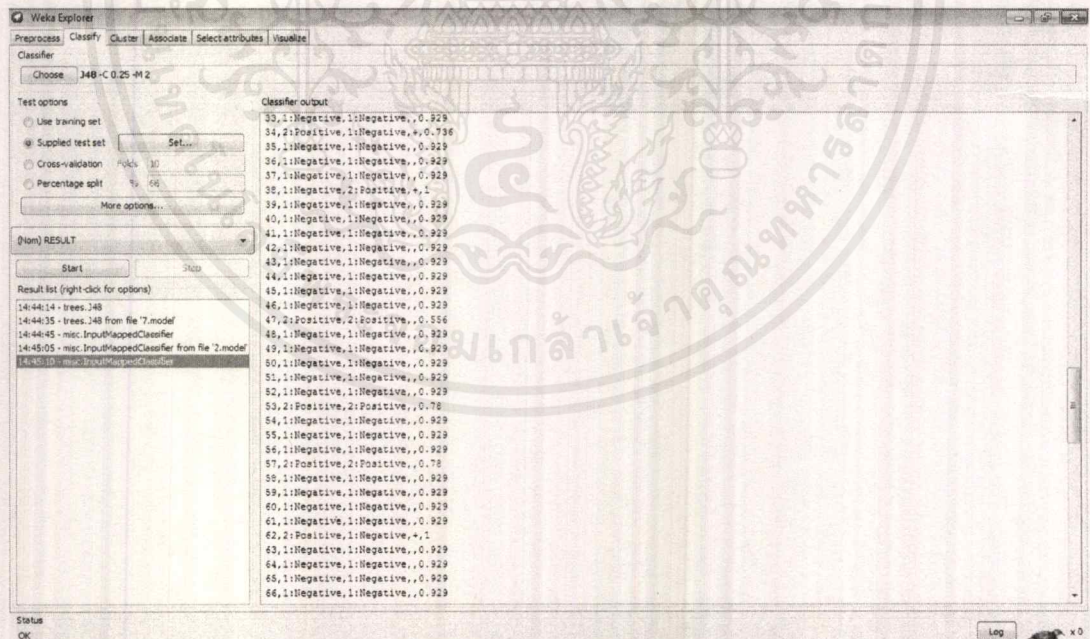 Weka Explorer
Preprocess Classify Cluster Associate Select attributes Visualize
Classifier
Choose J48 -C 0.25 -M 2
Test options
Use training set
Supplied test set Set...
Cross-validation Folds 10
Percentage split % 66
More options...
(Nom) RESULT
Start Stop
Result list (right-click for options)
14:44:14 - trees.J48
14:44:35 - trees.J48 from file '7.model'
14:44:45 - misc.InputMappedClassifier
14:45:05 - misc.InputMappedClassifier from file '2.model'
14:45:10 - misc.InputMappedClassifier
Classifier output
33,1:Negative,1:Negative,,0.929
34,2:Positive,1:Negative,+,0.736
35,1:Negative,1:Negative,,0.929
36,1:Negative,1:Negative,,0.929
37,1:Negative,1:Negative,,0.929
38,1:Negative,2:Positive,+,1
39,1:Negative,1:Negative,,0.929
40,1:Negative,1:Negative,,0.929
41,1:Negative,1:Negative,,0.929
42,1:Negative,1:Negative,,0.929
43,1:Negative,1:Negative,,0.929
44,1:Negative,1:Negative,,0.929
45,1:Negative,1:Negative,,0.929
46,1:Negative,1:Negative,,0.929
47,2:Positive,2:Positive,,0.556
48,1:Negative,1:Negative,,0.929
49,1:Negative,1:Negative,,0.929
50,1:Negative,1:Negative,,0.929
51,1:Negative,1:Negative,,0.929
52,1:Negative,1:Negative,,0.929
53,2:Positive,2:Positive,,0.78
54,1:Negative,1:Negative,,0.929
55,1:Negative,1:Negative,,0.929
56,1:Negative,1:Negative,,0.929
57,2:Positive,2:Positive,,0.78
58,1:Negative,1:Negative,,0.929
59,1:Negative,1:Negative,,0.929
60,1:Negative,1:Negative,,0.929
61,1:Negative,1:Negative,,0.929
62,2:Positive,1:Negative,+,1
63,1:Negative,1:Negative,,0.929
64,1:Negative,1:Negative,,0.929
65,1:Negative,1:Negative,,0.929
66,1:Negative,1:Negative,,0.929
Status
OK
Log x 0